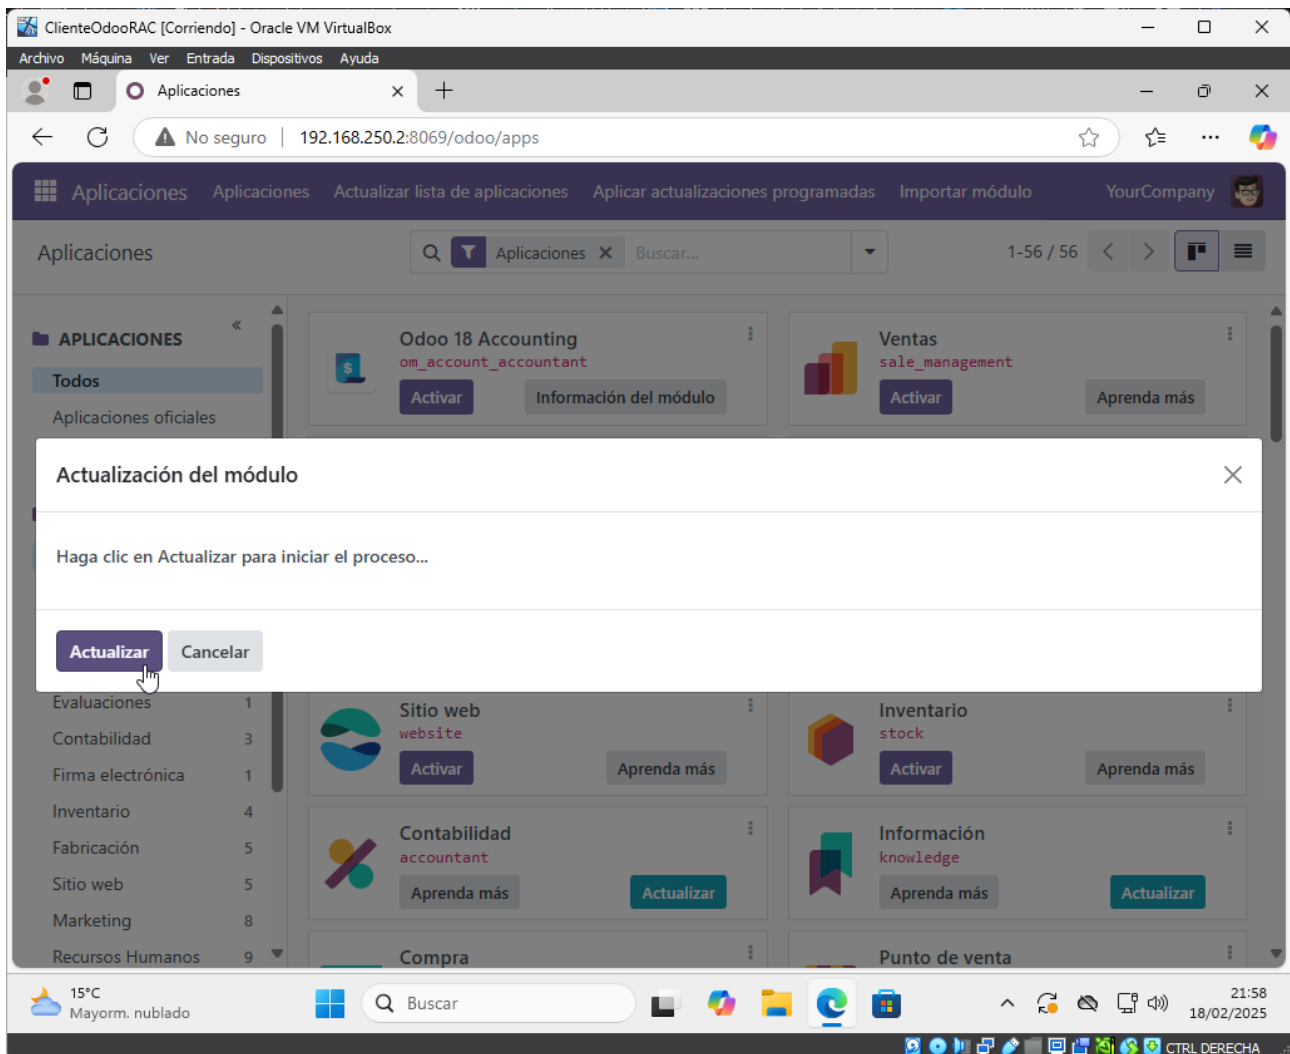 ClienteOdooRAC [Corriendo] - Oracle VM VirtualBox
Archivo Máquina Ver Entrada Dispositivos Ayuda
Aplicaciones
No seguro | 192.168.250.2:8069/odoo/apps
Aplicaciones Aplicaciones Actualizar lista de aplicaciones Aplicar actualizaciones programadas Importar módulo YourCompany
Aplicaciones Aplicaciones Buscar... 1-56 / 56
APLICACIONES
Todos
Aplicaciones oficiales
Odoo 18 Accounting
om_account_accountant
Activar Información del módulo
Ventas
sale_management
Activar Aprenda más
Actualización del módulo
Haga clic en Actualizar para iniciar el proceso...
Actualizar Cancelar
Evaluaciones 1
Contabilidad 3
Firma electrónica 1
Inventario 4
Fabricación 5
Sitio web 5
Marketing 8
Recursos Humanos 9
Sitio web
website
Activar Aprenda más
Inventario
stock
Activar Aprenda más
Contabilidad
accountant
Aprenda más Actualizar
Información
knowledge
Aprenda más Actualizar
Compra
Punto de venta
15°C
Mayorm. nublado
Buscar
21:58
18/02/2025
CTRL DERECHA